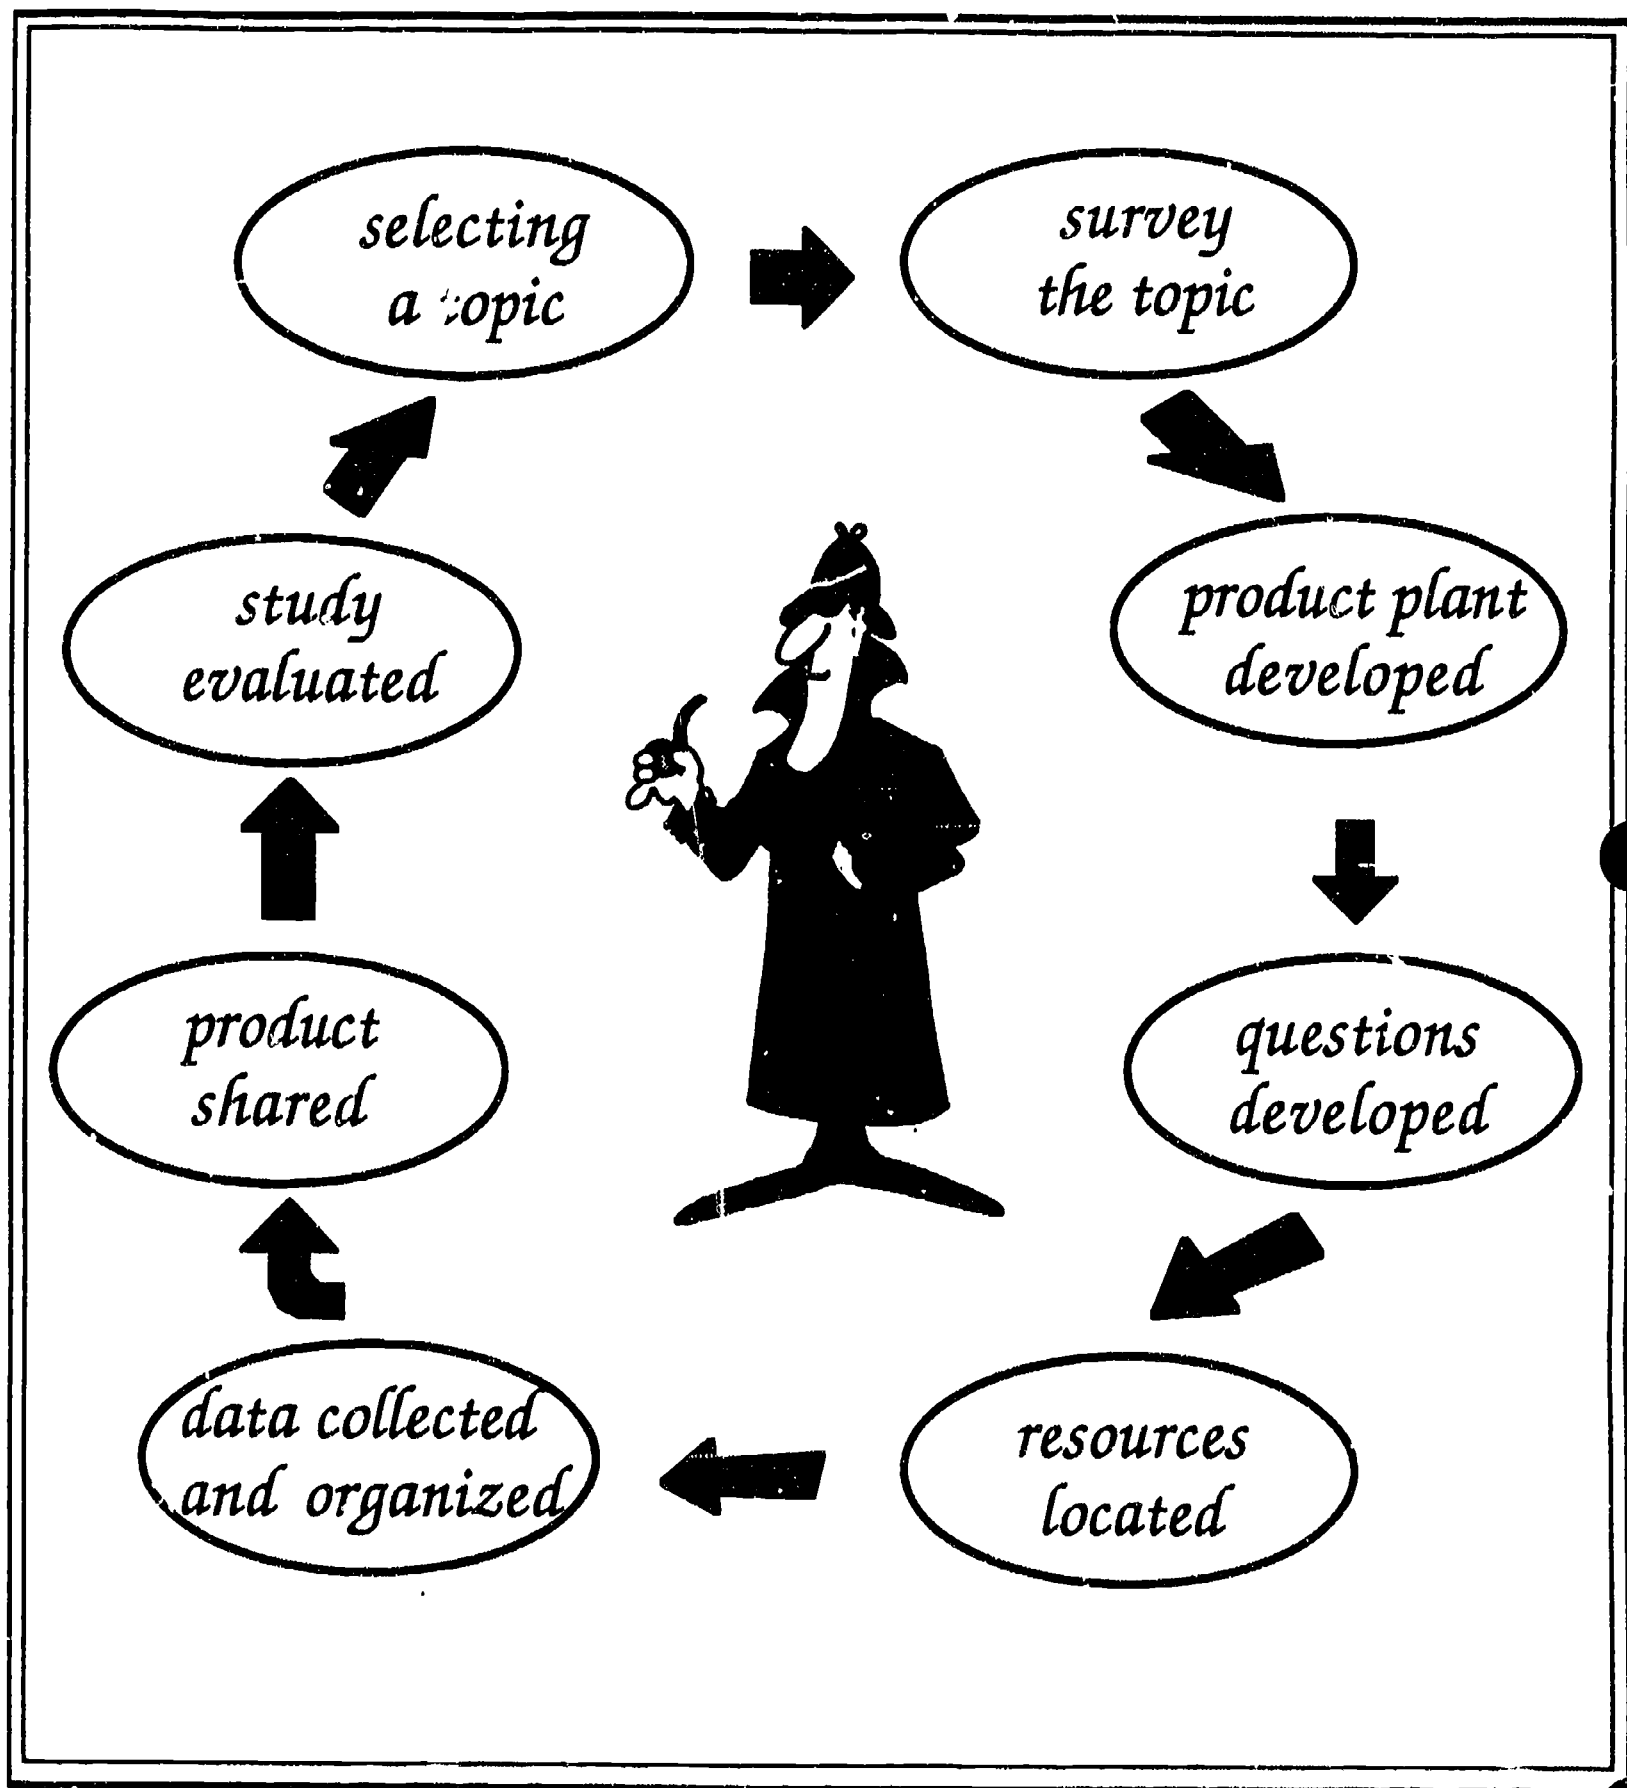 selecting
a topic
survey
the topic
product plant
developed
questions
developed
resources
located
data collected
and organized
product
shared
study
evaluated